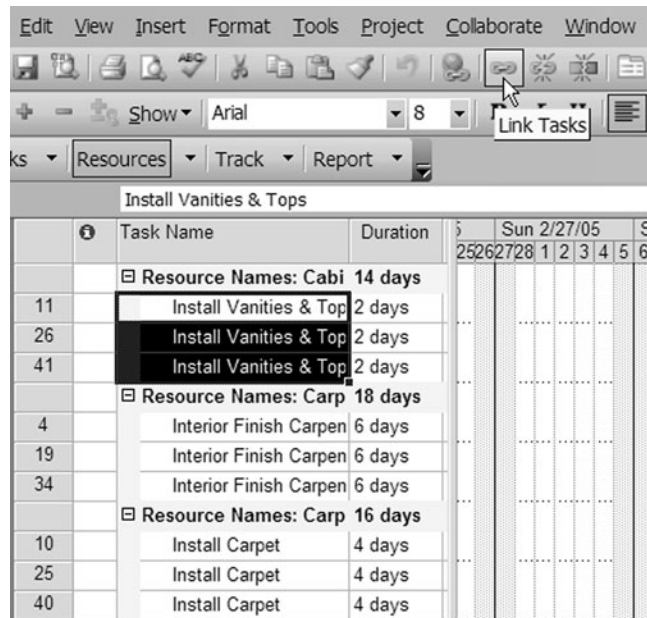 Edit View Insert Format Tools Project Collaborate Window
ABC
Show Arial 8
Link Tasks
ks Resources Track Report
Install Vanities & Tops
Task Name Duration Sun 2/27/05 S
25 26 27 28 1 2 3 4 5 6
Resource Names: Cabi 14 days
11 Install Vanities & Top 2 days
26 Install Vanities & Top 2 days
41 Install Vanities & Top 2 days
Resource Names: Carp 18 days
4 Interior Finish Carpen 6 days
19 Interior Finish Carpen 6 days
34 Interior Finish Carpen 6 days
Resource Names: Carp 16 days
10 Install Carpet 4 days
25 Install Carpet 4 days
40 Install Carpet 4 days